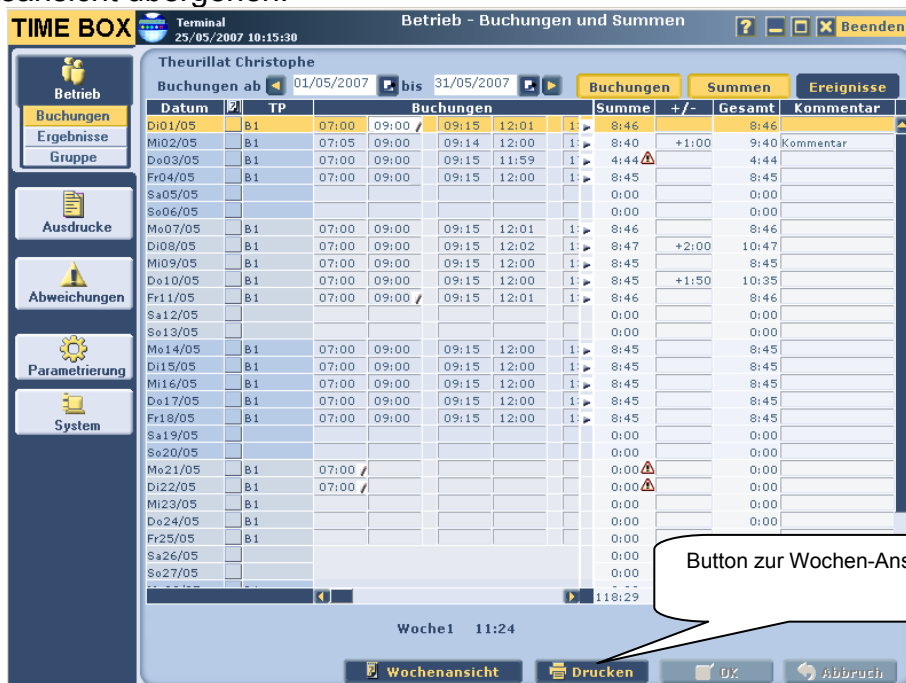 TIME BOX
Terminal
25/05/2007 10:15:30
Betrieb - Buchungen und Summen
? Beenden
Betrieb
Buchungen
Ergebnisse
Gruppe
Ausdrucke
Abweichungen
Parametrierung
System
Theurillat Christophe
Buchungen ab 01/05/2007 bis 31/05/2007 Buchungen Summen Ereignisse
Datum TP Buchungen Summe +/- Gesamt Kommentar
Di01/05 B1 07:00 09:00 09:15 12:01 8:46 8:46
Mi02/05 B1 07:05 09:00 09:14 12:00 8:40 +1:00 9:40 Kommentar
Do03/05 B1 07:00 09:00 09:15 11:59 4:44 4:44
Fr04/05 B1 07:00 09:00 09:15 12:00 8:45 8:45
Sa05/05 0:00 0:00
So06/05 0:00 0:00
Mo07/05 B1 07:00 09:00 09:15 12:01 8:46 8:46
Di08/05 B1 07:00 09:00 09:15 12:02 8:47 +2:00 10:47
Mi09/05 B1 07:00 09:00 09:15 12:00 8:45 8:45
Do10/05 B1 07:00 09:00 09:15 12:00 8:45 +1:50 10:35
Fr11/05 B1 07:00 09:00 09:15 12:01 8:46 8:46
Sa12/05 0:00 0:00
So13/05 0:00 0:00
Mo14/05 B1 07:00 09:00 09:15 12:00 8:45 8:45
Di15/05 B1 07:00 09:00 09:15 12:00 8:45 8:45
Mi16/05 B1 07:00 09:00 09:15 12:00 8:45 8:45
Do17/05 B1 07:00 09:00 09:15 12:00 8:45 8:45
Fr18/05 B1 07:00 09:00 09:15 12:00 8:45 8:45
Sa19/05 0:00 0:00
So20/05 0:00 0:00
Mo21/05 B1 07:00 0:00 0:00
Di22/05 B1 07:00 0:00 0:00
Mi23/05 B1 0:00 0:00
Do24/05 B1 0:00 0:00
Fr25/05 B1 0:00
Sa26/05 0:00
So27/05 0:00
118:29
Button zur Wochen-Ans
Woche1 11:24
Wochenansicht Drucken OK Abbruch